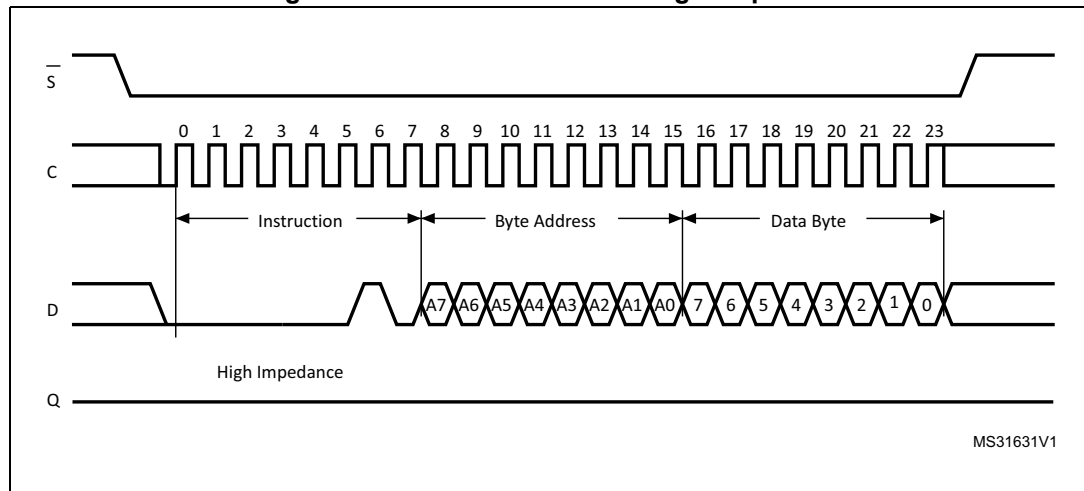 S
0 1 2 3 4 5 6 7 8 9 10 11 12 13 14 15 16 17 18 19 20 21 22 23
C
Instruction Byte Address Data Byte
D A7 A6 A5 A4 A3 A2 A1 A0 7 6 5 4 3 2 1 0
High Impedance
Q
MS31631V1